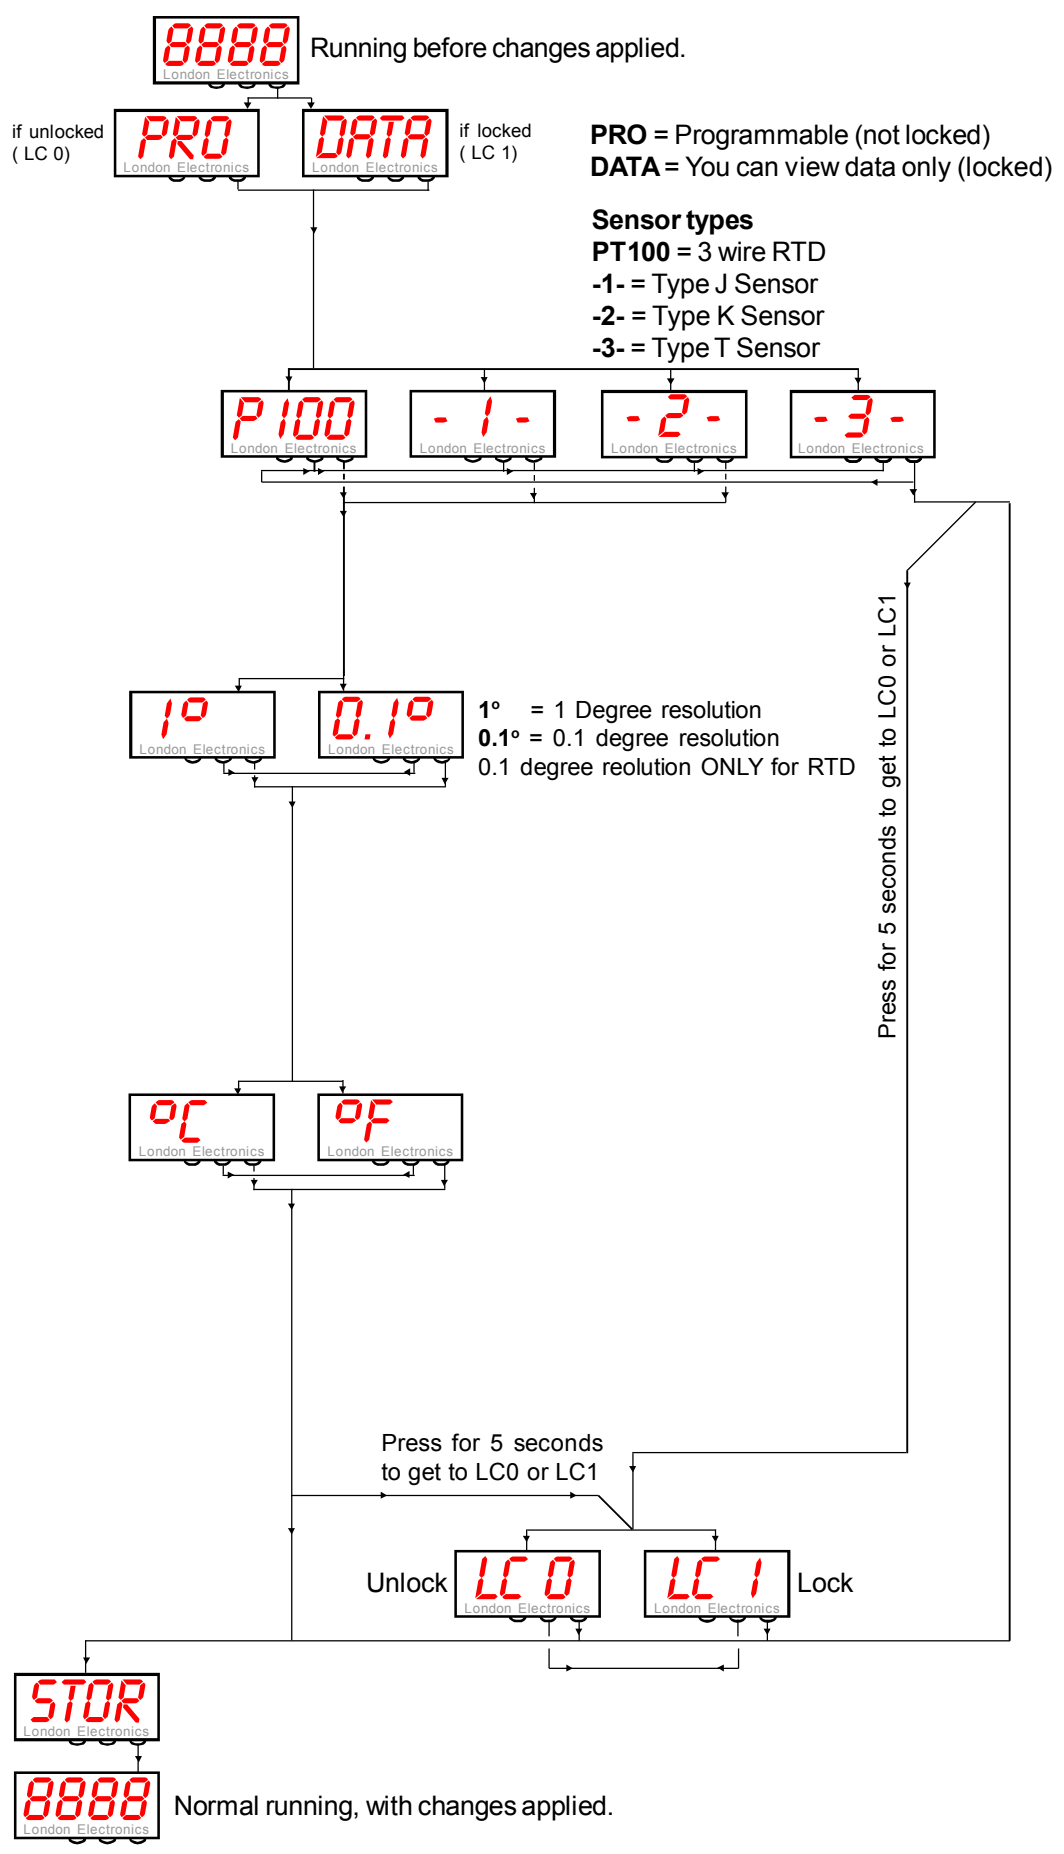 8888
London Electronics
Running before changes applied.
if unlocked
( LC 0)
PRO
London Electronics
DATA
London Electronics
if locked
( LC 1)
PRO = Programmable (not locked)
DATA = You can view data only (locked)
Sensor types
PT100 = 3 wire RTD
-1- = Type J Sensor
-2- = Type K Sensor
-3- = Type T Sensor
P100
London Electronics
-1-
London Electronics
-2-
London Electronics
-3-
London Electronics
Press for 5 seconds to get to LC0 or LC1
1º
London Electronics
0.1º
London Electronics
1º = 1 Degree resolution
0.1º = 0.1 degree resolution
0.1 degree reolution ONLY for RTD
ºC
London Electronics
ºF
London Electronics
Press for 5 seconds
to get to LC0 or LC1
Unlock
LC 0
London Electronics
LC 1
London Electronics
Lock
STOR
London Electronics
8888
London Electronics
Normal running, with changes applied.